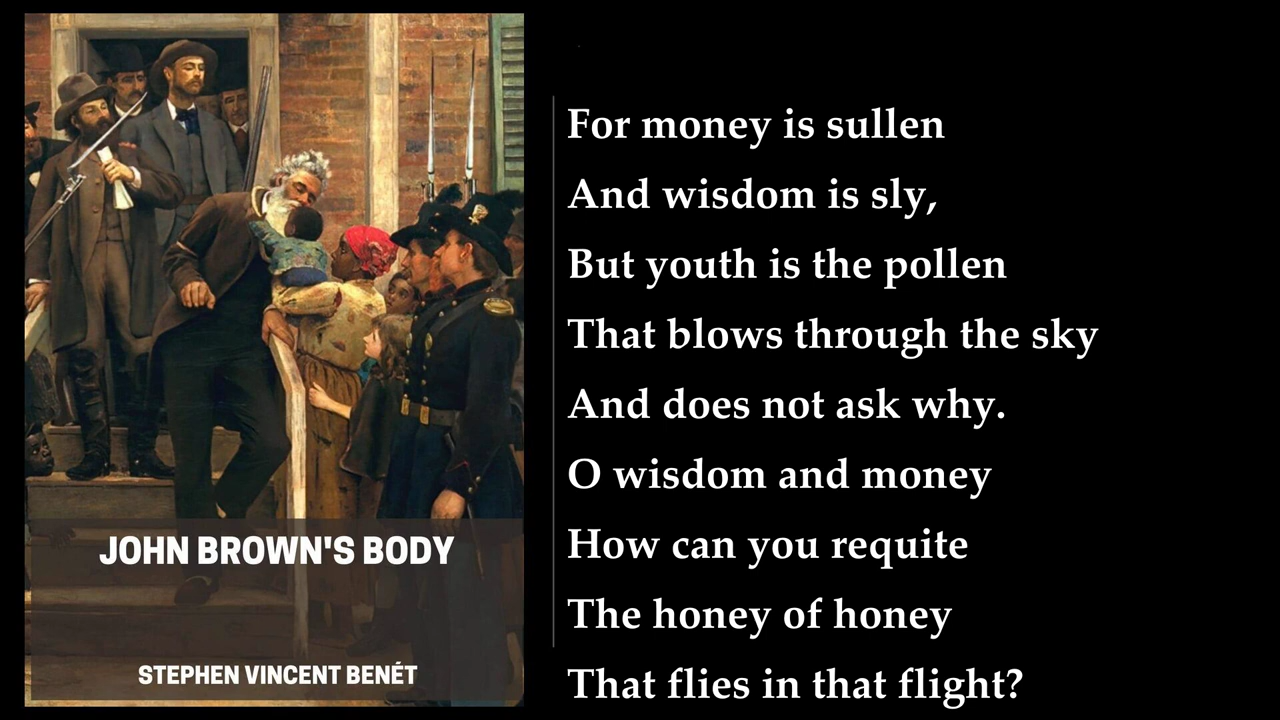 JOHN BROWN'S BODY
STEPHEN VINCENT BENÉT
For money is sullen
And wisdom is sly,
But youth is the pollen
That blows through the sky
And does not ask why.
O wisdom and money
How can you requite
The honey of honey
That flies in that flight?